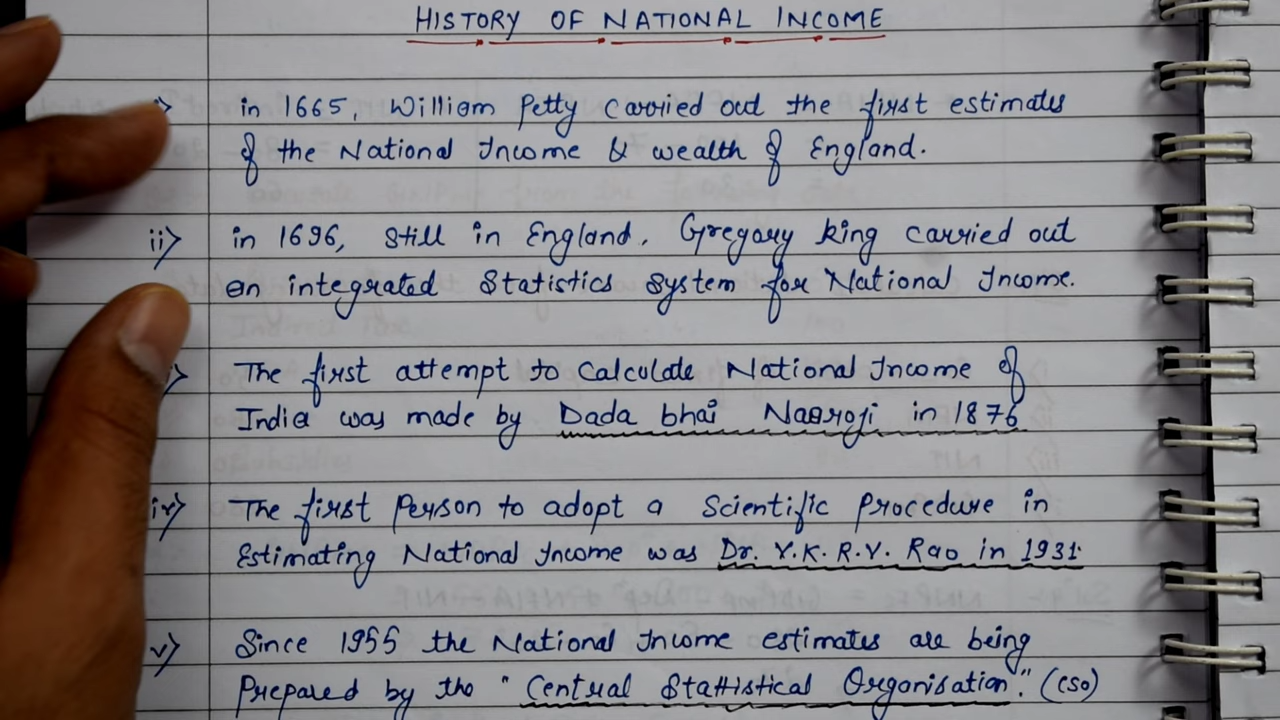 HISTORY OF NATIONAL INCOME
in 1665, William Petty carried out the first estimates
of the National Income & wealth of England.
ii) in 1696, still in England, Gregary king carried out
an integrated Statistics System for National Income.
The first attempt to Calculate National Income of
India was made by Dada bhai Naoroji in 1876
iv) The first Person to adopt a Scientific Procedure in
Estimating National Income was Dr. V.K.R.V. Rao in 1931.
v) Since 1955 the National Income estimates are being
Prepared by the "Central Stattistical Organisation." (CSO)